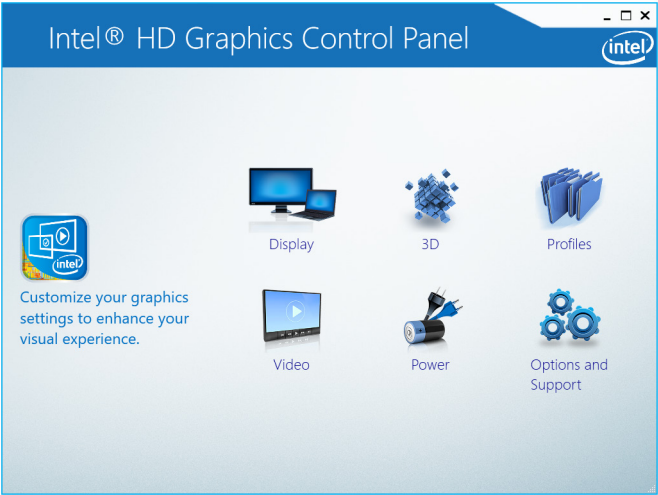 Intel® HD Graphics Control Panel
intel
Display
3D
Profiles
intel
Customize your graphics
settings to enhance your
visual experience.
Video
Power
Options and
Support